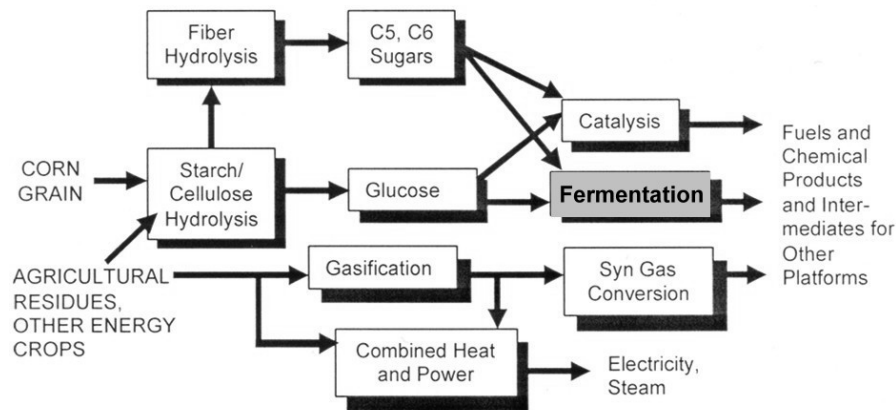 Fiber
Hydrolysis
C5, C6
Sugars
Catalysis
Fuels and
Chemical
Products
and Inter-
mediates for
Other
Platforms
CORN
GRAIN
Starch/
Cellulose
Hydrolysis
Glucose
Fermentation
AGRICULTURAL
RESIDUES,
OTHER ENERGY
CROPS
Gasification
Syn Gas
Conversion
Combined Heat
and Power
Electricity,
Steam